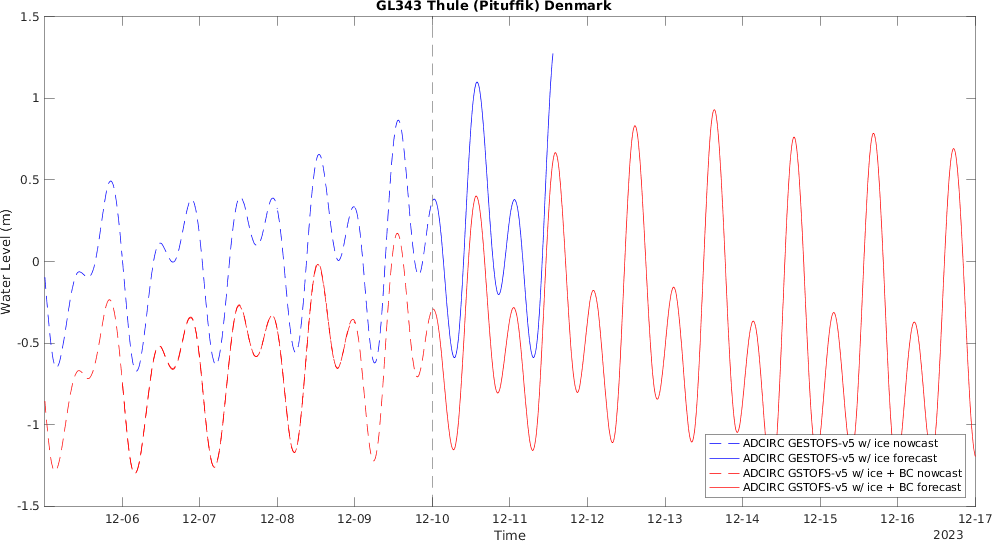 GL343 Thule (Pituffik) Denmark
1.5
1
0.5
0
-0.5
-1
-1.5
Water Level (m)
12-06
12-07
12-08
12-09
12-10
12-11
12-12
12-13
12-14
12-15
12-16
12-17
Time
2023
ADCIRC GESTOFS-v5 w/ ice nowcast
ADCIRC GESTOFS-v5 w/ ice forecast
ADCIRC GSTOFS-v5 w/ ice + BC nowcast
ADCIRC GSTOFS-v5 w/ ice + BC forecast